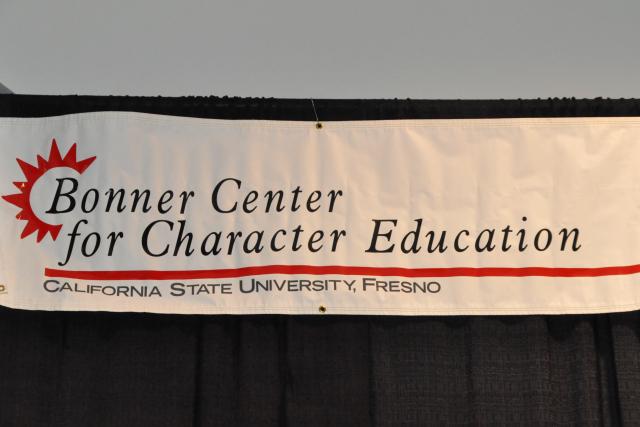 Bonner Center
for Character Education
CALIFORNIA STATE UNIVERSITY, FRESNO